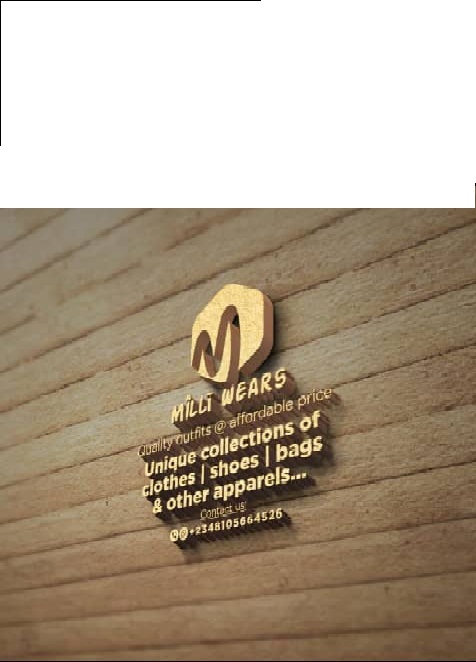 MILLI WEARS
Quality outfits @ affordable price
Unique collections of
clothes | shoes | bags
& other apparels...
Contact us:
+2348105664526